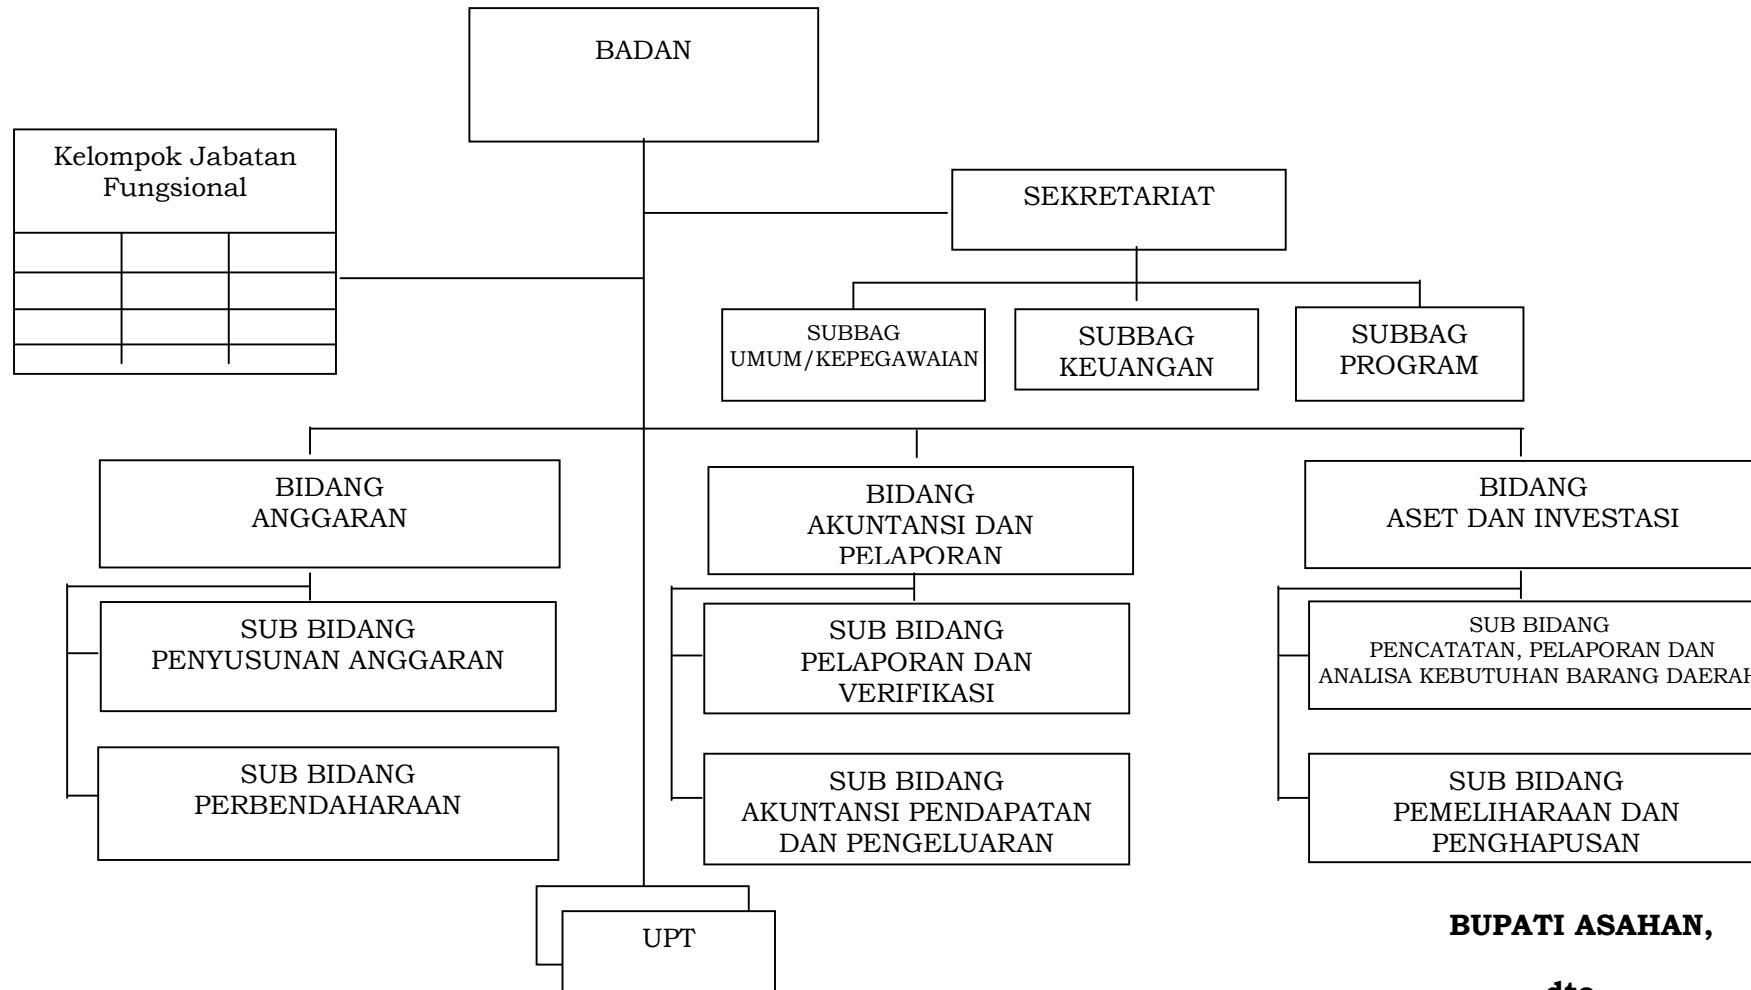 BADAN
Kelompok Jabatan
Fungsional
SEKRETARIAT
SUBBAG
UMUM/KEPEGAWAIAN
SUBBAG
KEUANGAN
SUBBAG
PROGRAM
BIDANG
ANGGARAN
BIDANG
AKUNTANSI DAN
PELAPORAN
BIDANG
ASET DAN INVESTASI
SUB BIDANG
PENYUSUNAN ANGGARAN
SUB BIDANG
PELAPORAN DAN
VERIFIKASI
SUB BIDANG
PENCATATAN, PELAPORAN DAN
ANALISA KEBUTUHAN BARANG DAERAH
SUB BIDANG
PERBENDAHARAAN
SUB BIDANG
AKUNTANSI PENDAPATAN
DAN PENGELUARAN
SUB BIDANG
PEMELIHARAAN DAN
PENGHAPUSAN
UPT
BUPATI ASAHAN,
dto